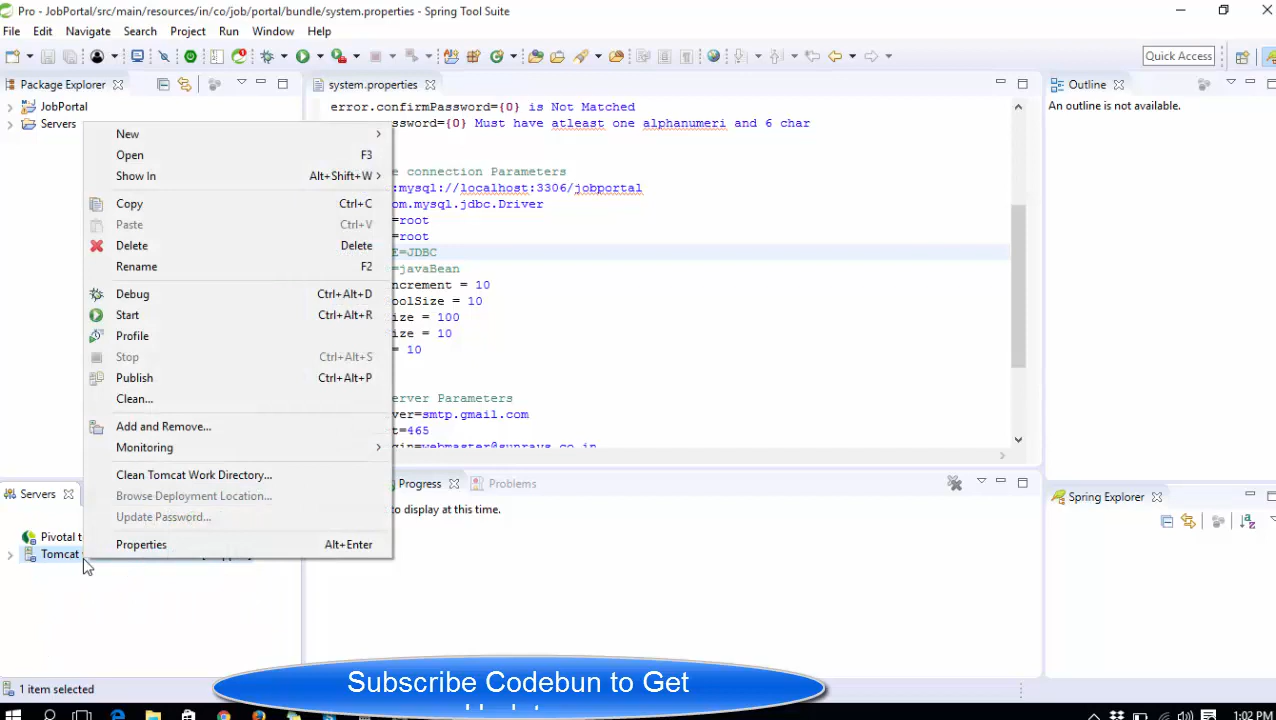 Pro - JobPortal/src/main/resources/in/co/job/portal/bundle/system.properties - Spring Tool Suite
File Edit Navigate Search Project Run Window Help
Quick Access
Package Explorer
JobPortal
Servers
system.properties
error.confirmPassword={0} is Not Matched
sword={0} Must have atleast one alphanumeri and 6 char
e connection Parameters
:mysql://localhost:3306/jobportal
om.mysql.jdbc.Driver
=root
=root
E=JDBC
=javaBean
ncrement = 10
oolSize = 10
ize = 100
ize = 10
= 10
erver Parameters
ver=smtp.gmail.com
t=465
gin=webmaster@sunrays.co.in
Outline
An outline is not available.
New
Open F3
Show In Alt+Shift+W
Copy Ctrl+C
Paste Ctrl+V
Delete Delete
Rename F2
Debug Ctrl+Alt+D
Start Ctrl+Alt+R
Profile
Stop Ctrl+Alt+S
Publish Ctrl+Alt+P
Clean...
Add and Remove...
Monitoring
Clean Tomcat Work Directory...
Browse Deployment Location...
Update Password...
Properties Alt+Enter
Servers
Pivotal t
Tomcat
Progress
Problems
to display at this time.
Spring Explorer
1 item selected
Subscribe Codebun to Get
1:02 PM